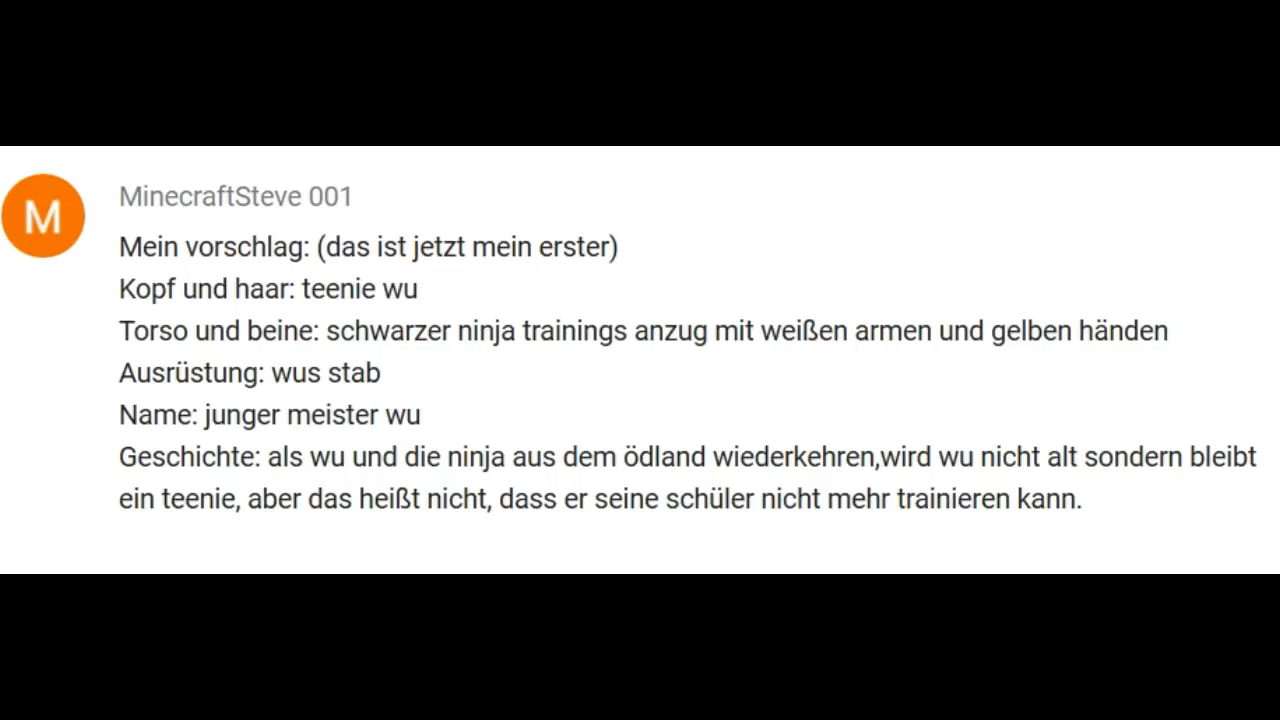 M
MinecraftSteve 001
Mein vorschlag: (das ist jetzt mein erster)
Kopf und haar: teenie wu
Torso und beine: schwarzer ninja trainings anzug mit weißen armen und gelben händen
Ausrüstung: wus stab
Name: junger meister wu
Geschichte: als wu und die ninja aus dem ödland wiederkehren,wird wu nicht alt sondern bleibt
ein teenie, aber das heißt nicht, dass er seine schüler nicht mehr trainieren kann.